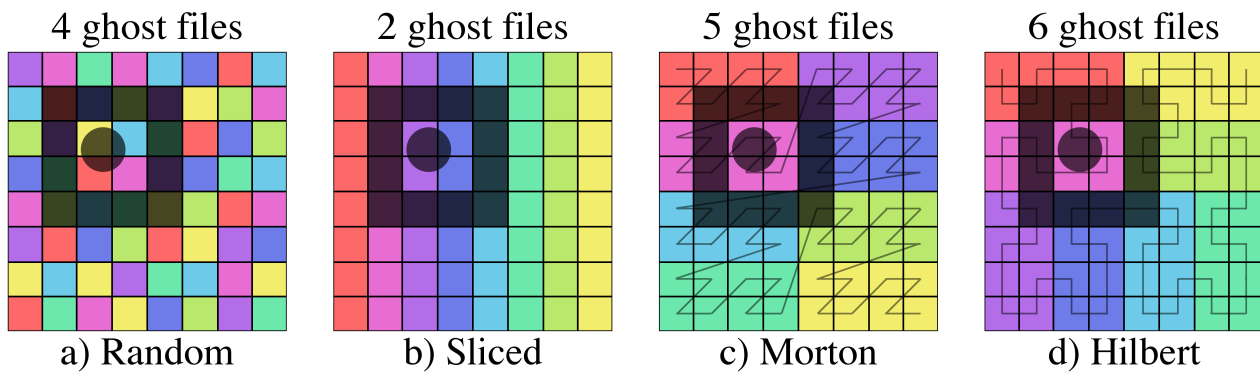 4 ghost files
2 ghost files
5 ghost files
6 ghost files
a) Random
b) Sliced
c) Morton
d) Hilbert